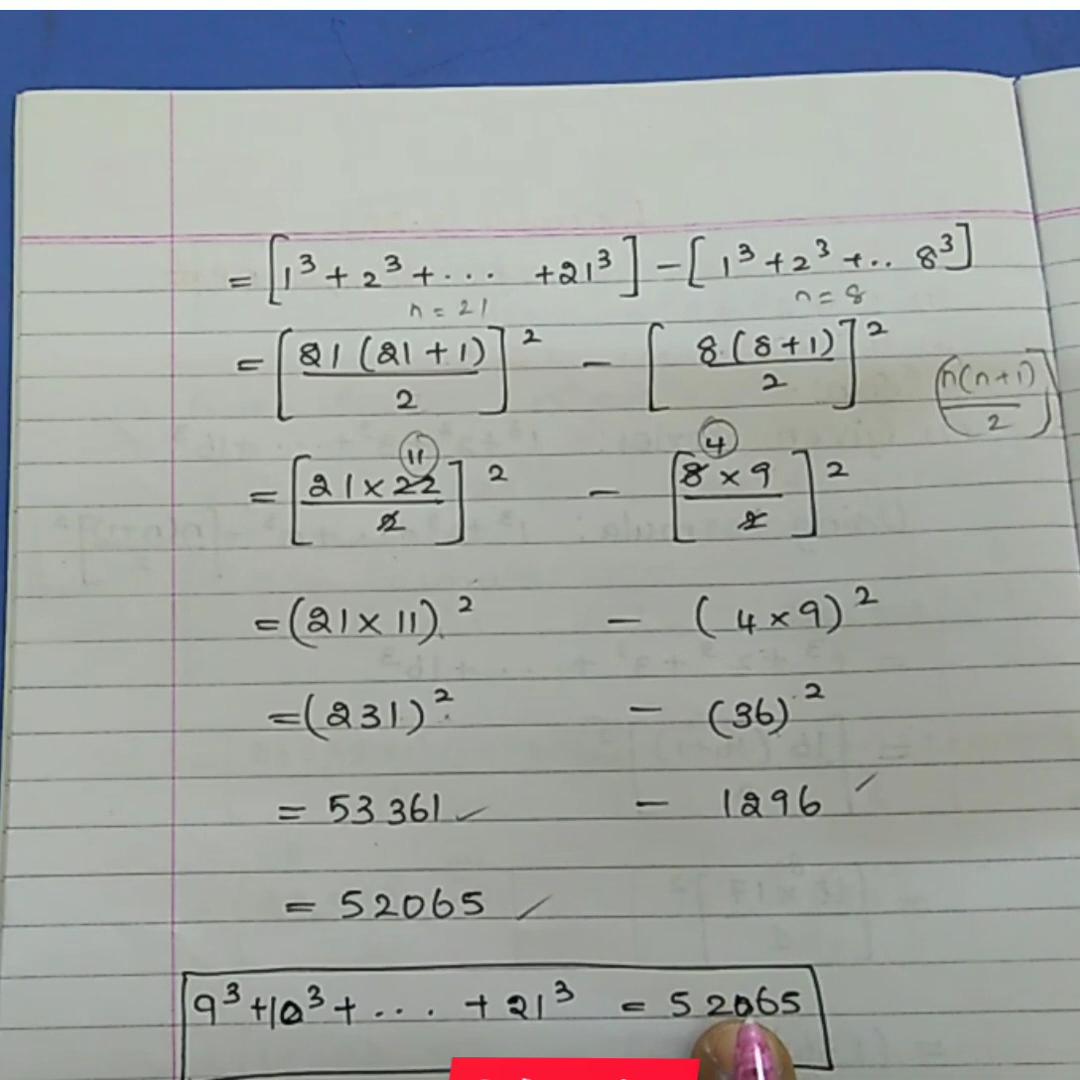 = [1³ + 2³ + ... + 21³] - [1³ + 2³ + .. 8³]
n = 21 n = 8
= [21 (21 + 1) / 2]² - [8 (8 + 1) / 2]² [n(n+1) / 2]
11 4
= [21 × 22 / 2]² - [8 × 9 / 2]²
= (21 × 11)² - (4 × 9)²
= (231)² - (36)²
= 53361 ✓ - 1296 ✓
= 52065 ✓
9³ + 10³ + ... + 21³ = 52065